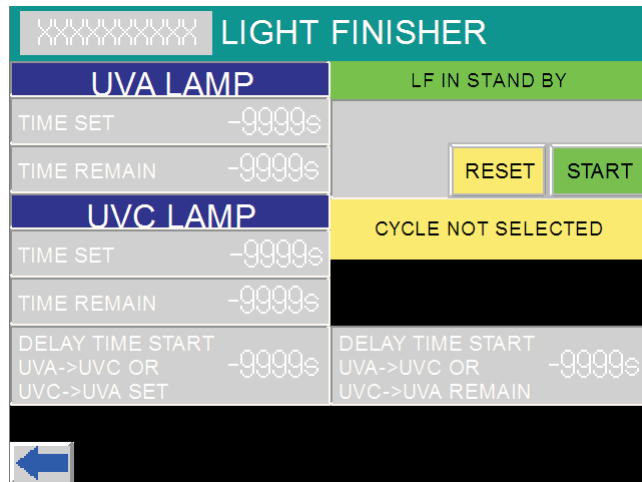 XXXXXXXXX LIGHT FINISHER
UVA LAMP
LF IN STAND BY
TIME SET -9999s
TIME REMAIN -9999s
RESET START
UVC LAMP
CYCLE NOT SELECTED
TIME SET -9999s
TIME REMAIN -9999s
DELAY TIME START
UVA->UVC OR -9999s
UVC->UVA SET
DELAY TIME START
UVA->UVC OR -9999s
UVC->UVA REMAIN